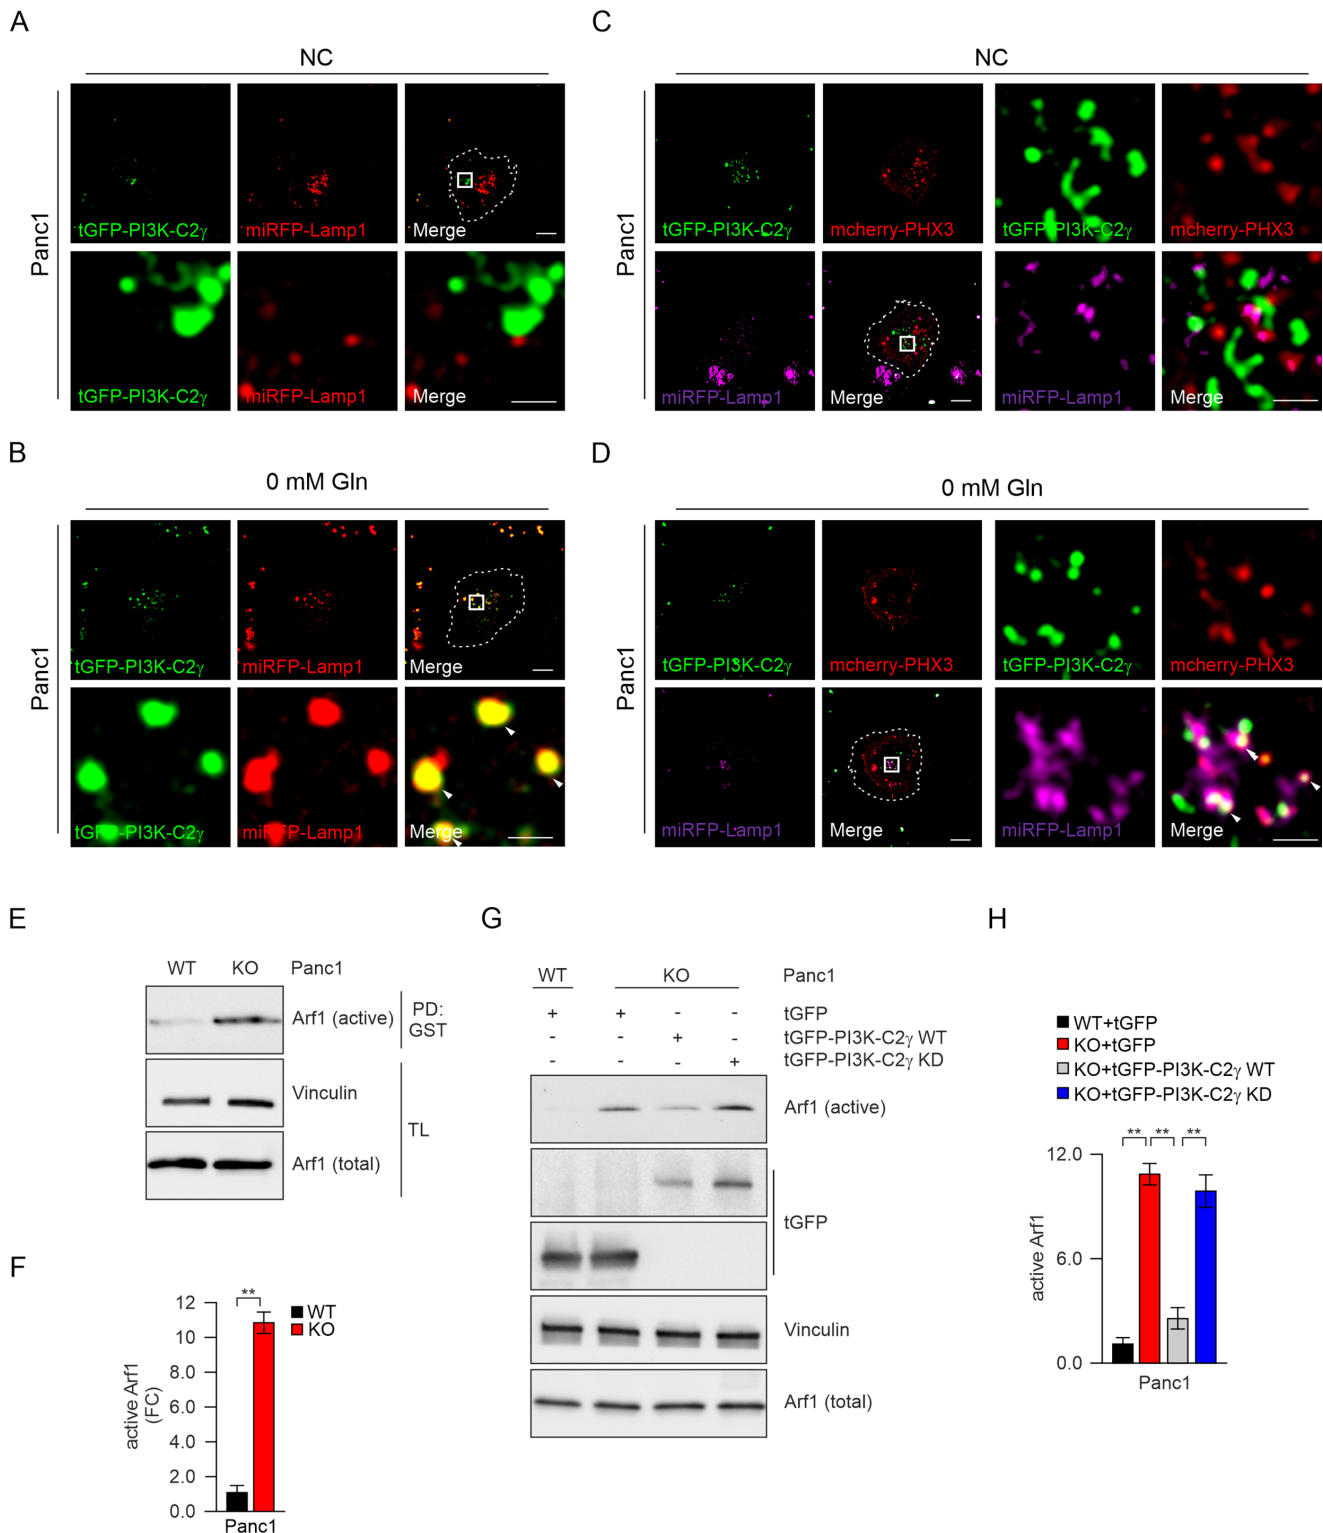 A
NC
Panc1
tGFP-PI3K-C2γ
miRFP-Lamp1
Merge
tGFP-PI3K-C2γ
miRFP-Lamp1
Merge
C
NC
Panc1
tGFP-PI3K-C2γ
mcherry-PHX3
tGFP-PI3K-C2γ
mcherry-PHX3
miRFP-Lamp1
Merge
miRFP-Lamp1
Merge
B
0 mM Gln
Panc1
tGFP-PI3K-C2γ
miRFP-Lamp1
Merge
tGFP-PI3K-C2γ
miRFP-Lamp1
Merge
D
0 mM Gln
Panc1
tGFP-PI3K-C2γ
mcherry-PHX3
tGFP-PI3K-C2γ
mcherry-PHX3
miRFP-Lamp1
Merge
miRFP-Lamp1
Merge
E
WT KO Panc1
Arf1 (active)
PD:
GST
Vinculin
TL
Arf1 (total)
F
**
WT
KO
12
10
8.0
6.0
4.0
2.0
0.0
active Arf1
(FC)
Panc1
G
WT KO Panc1
+ + - - tGFP
- - + - tGFP-PI3K-C2γ WT
- - - + tGFP-PI3K-C2γ KD
Arf1 (active)
tGFP
Vinculin
Arf1 (total)
H
WT+tGFP
KO+tGFP
KO+tGFP-PI3K-C2γ WT
KO+tGFP-PI3K-C2γ KD
** ** **
12.0
6.0
0.0
active Arf1
Panc1